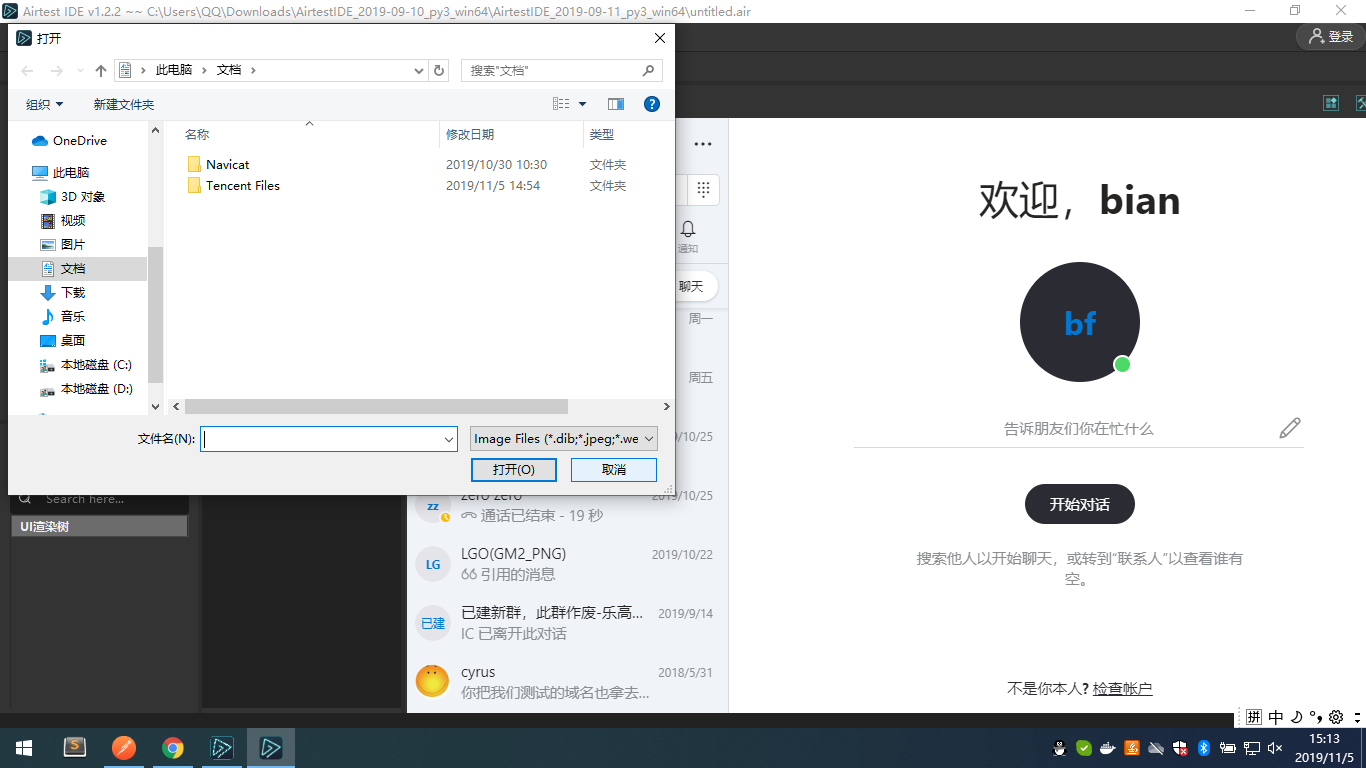 Airtest IDE v1.2.2 ~~ C:\Users\QQ\Downloads\AirtestIDE_2019-09-10_py3_win64\AirtestIDE_2019-09-11_py3_win64\untitled.air
登录
打开
此电脑 › 文档 ›
搜索"文档"
组织 新建文件夹
名称 修改日期 类型
Navicat 2019/10/30 10:30 文件夹
Tencent Files 2019/11/5 14:54 文件夹
OneDrive
此电脑
3D 对象
视频
图片
文档
下载
音乐
桌面
本地磁盘 (C:)
本地磁盘 (D:)
文件名(N):
Image Files (*.dib;*.jpeg;*.we
打开(O) 取消
Search here...
UI渲染树
通知
聊天
周一
周五
9/10/25
zero zero 2019/10/25
zz
通话已结束 - 19 秒
LG
LGO(GM2_PNG) 2019/10/22
66 引用的消息
已建
已建新群，此群作废-乐高... 2019/9/14
IC 已离开此对话
cyrus 2018/5/31
你把我们测试的域名也拿去...
欢迎，bian
bf
告诉朋友们你在忙什么
开始对话
搜索他人以开始聊天，或转到“联系人”以查看谁有
空。
不是你本人? 检查帐户
拼 中
S
15:13
2019/11/5